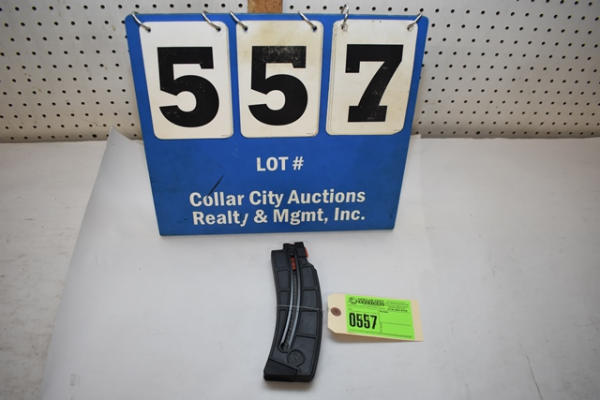 557
LOT #
Collar City Auctions
Realty & Mgmt, Inc.
0557